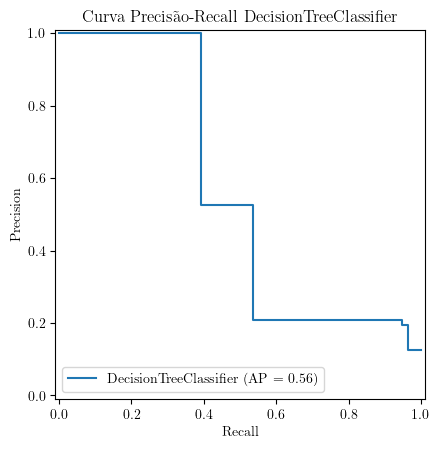 Curva Precisão-Recall DecisionTreeClassifier
1.0
0.8
0.6
0.4
0.2
0.0
Precision
DecisionTreeClassifier (AP = 0.56)
0.0 0.2 0.4 0.6 0.8 1.0
Recall